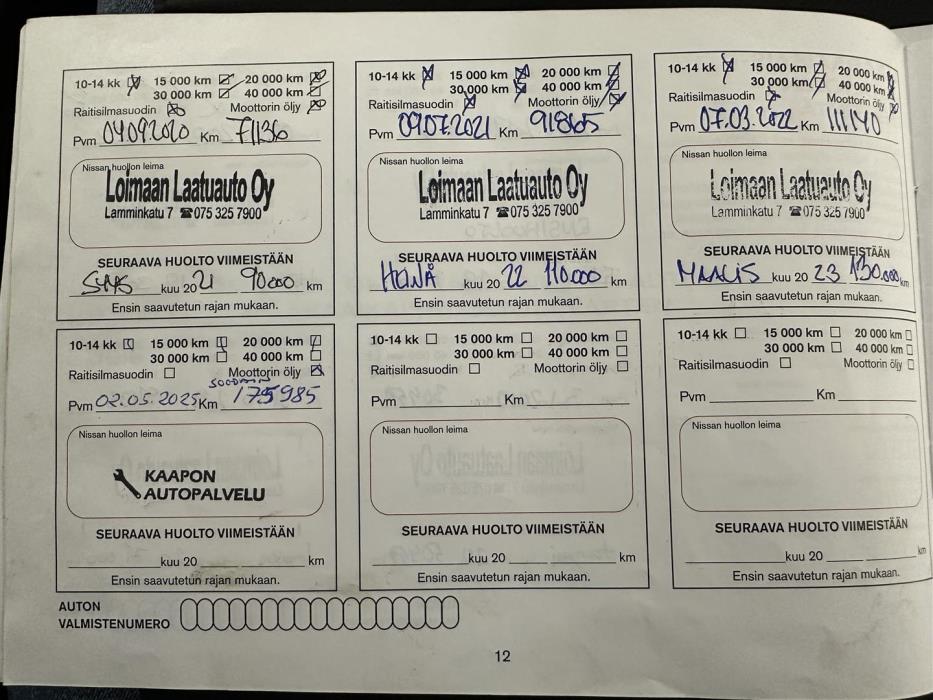 10-14 kk 15 000 km 20 000 km
30 000 km 40 000 km
Raitisilmasuodin Moottorin öljy
Pvm 04092020 Km 71136
Nissan huollon leima
Loimaan Laatuauto Oy
Lamminkatu 7 ☎075 325 7900
SEURAAVA HUOLTO VIIMEISTÄÄN
SYYS kuu 2021 90000 km
Ensin saavutetun rajan mukaan.
10-14 kk 15 000 km 20 000 km
30 000 km 40 000 km
Raitisilmasuodin Moottorin öljy
Pvm 09.07.2021 Km 91865
Nissan huollon leima
Loimaan Laatuauto Oy
Lamminkatu 7 ☎075 325 7900
SEURAAVA HUOLTO VIIMEISTÄÄN
HEINÄ kuu 20 22 110.000 km
Ensin saavutetun rajan mukaan.
10-14 kk 15 000 km 20 000 km
30 000 km 40 000 km
Raitisilmasuodin Moottorin öljy
Pvm 07.03.2022 Km 111140
Nissan huollon leima
Loimaan Laatuauto Oy
Lamminkatu 7 ☎075 325 7900
SEURAAVA HUOLTO VIIMEISTÄÄN
MAALIS kuu 20 23 130.000 km
Ensin saavutetun rajan mukaan.
10-14 kk 15 000 km 20 000 km
30 000 km 40 000 km
Raitisilmasuodin Moottorin öljy
Pvm 02.05.2025 Km 175985
Nissan huollon leima
KAAPON
AUTOPALVELU
SEURAAVA HUOLTO VIIMEISTÄÄN
kuu 20 km
Ensin saavutetun rajan mukaan.
10-14 kk 15 000 km 20 000 km
30 000 km 40 000 km
Raitisilmasuodin Moottorin öljy
Pvm Km
Nissan huollon leima
SEURAAVA HUOLTO VIIMEISTÄÄN
kuu 20 km
Ensin saavutetun rajan mukaan.
10-14 kk 15 000 km 20 000 km
30 000 km 40 000 km
Raitisilmasuodin Moottorin öljy
Pvm Km
Nissan huollon leima
SEURAAVA HUOLTO VIIMEISTÄÄN
kuu 20 km
Ensin saavutetun rajan mukaan.
AUTON
VALMISTENUMERO
12